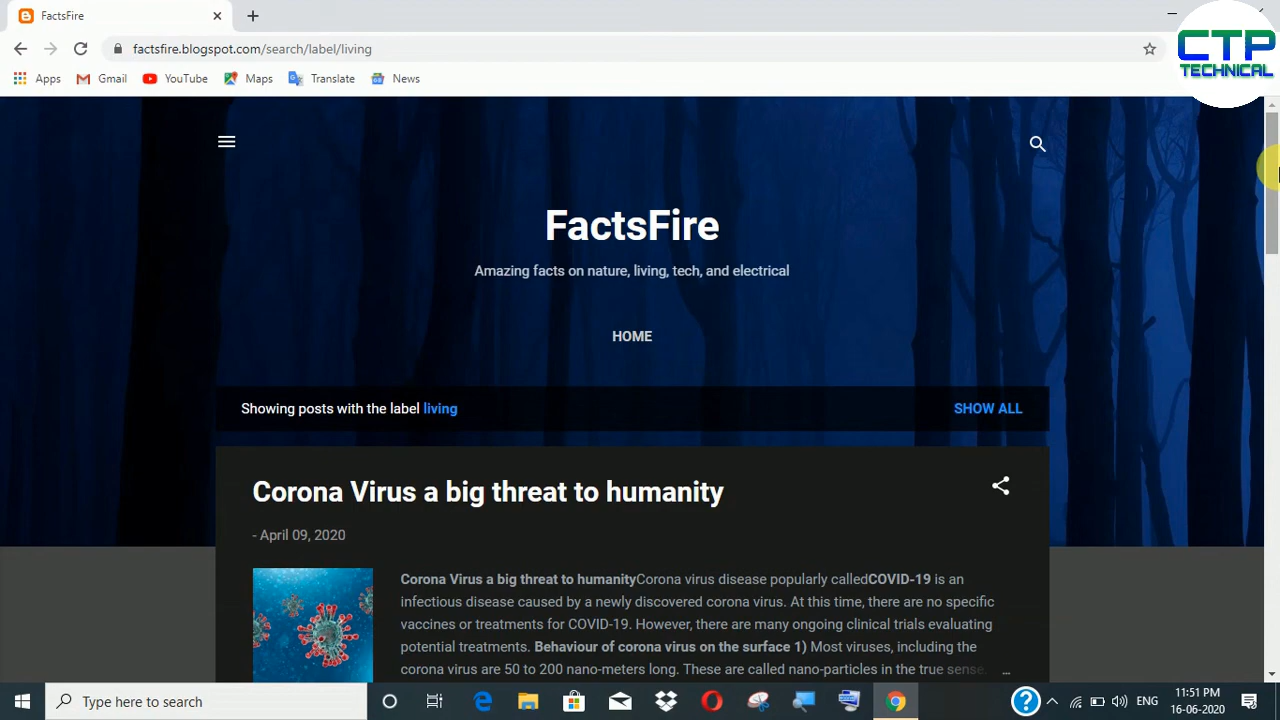 FactsFire
CTP
TECHNICAL
factsfire.blogspot.com/search/label/living
Apps Gmail YouTube Maps Translate News
FactsFire
Amazing facts on nature, living, tech, and electrical
HOME
Showing posts with the label living SHOW ALL
Corona Virus a big threat to humanity
- April 09, 2020
Corona Virus a big threat to humanityCorona virus disease popularly calledCOVID-19 is an
infectious disease caused by a newly discovered corona virus. At this time, there are no specific
vaccines or treatments for COVID-19. However, there are many ongoing clinical trials evaluating
potential treatments. Behaviour of corona virus on the surface 1) Most viruses, including the
corona virus are 50 to 200 nano-meters long. These are called nano-particles in the true sense. ...
Type here to search
ENG
11:51 PM
16-06-2020